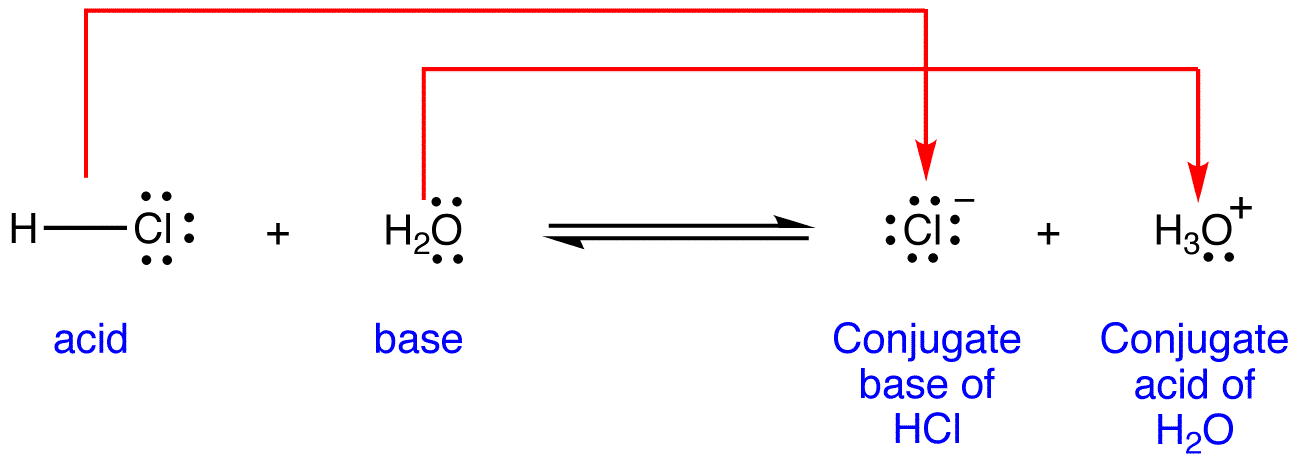 H—Cl + H₂O ⇌ Cl⁻ + H₃O⁺
acid base Conjugate Conjugate
base of acid of
HCl H₂O